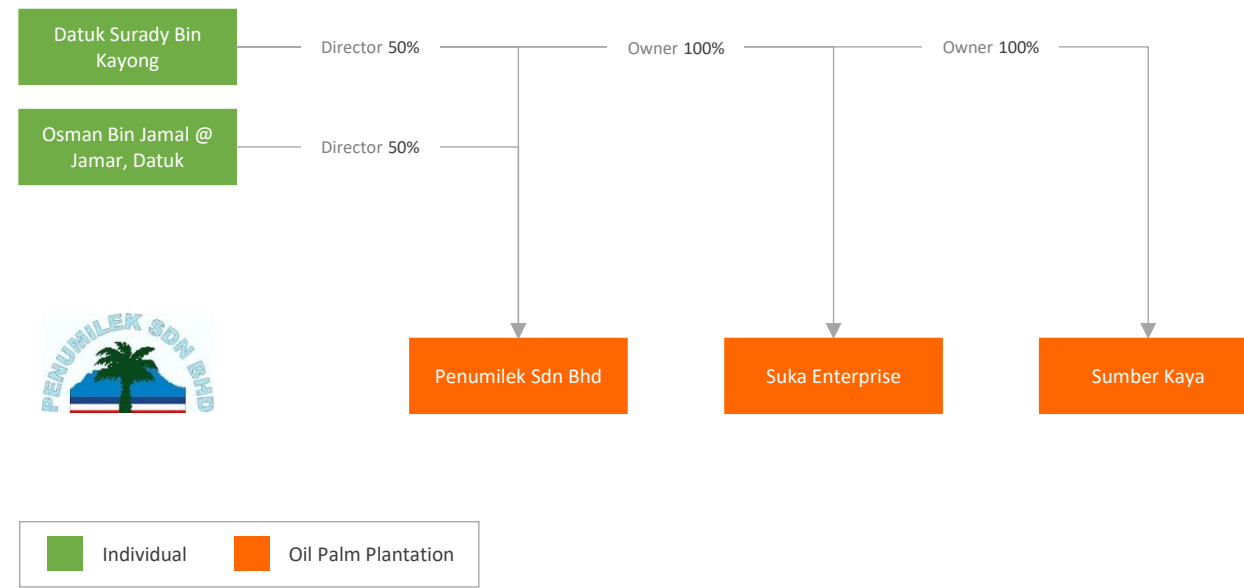 Datuk Surady Bin
Kayong
Director 50%
Owner 100%
Owner 100%
Osman Bin Jamal @
Jamar, Datuk
Director 50%
PENUMILEK SDN BHD
Penumilek Sdn Bhd
Suka Enterprise
Sumber Kaya
Individual
Oil Palm Plantation